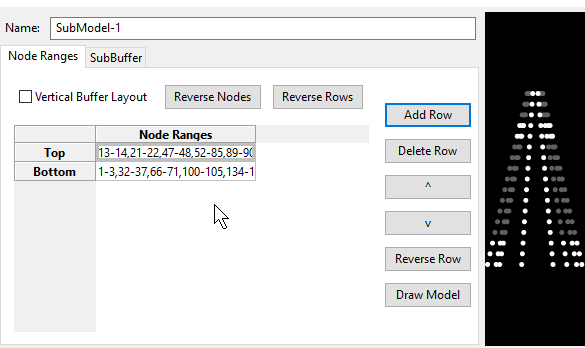 Name: SubModel-1
Node Ranges SubBuffer
Vertical Buffer Layout Reverse Nodes Reverse Rows
Add Row
Node Ranges
Top 13-14,21-22,47-48,52-85,89-90
Delete Row
Bottom 1-3,32-37,66-71,100-105,134-1
^
v
Reverse Row
Draw Model